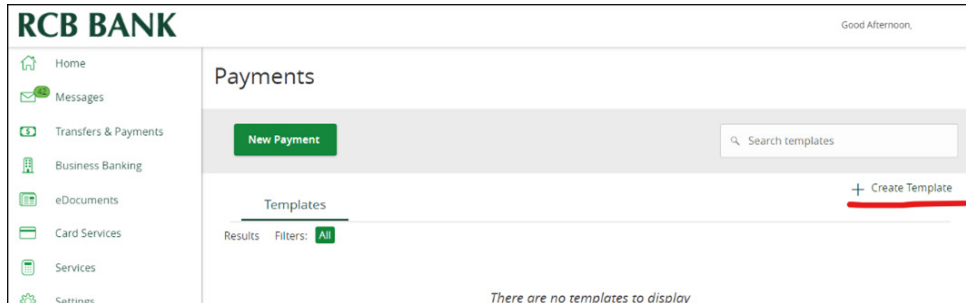 RCB BANK
Good Afternoon,
Home
Payments
42
Messages
Transfers & Payments
New Payment
Search templates
Business Banking
eDocuments
+ Create Template
Templates
Card Services
Results Filters: All
Services
Settings
There are no templates to display